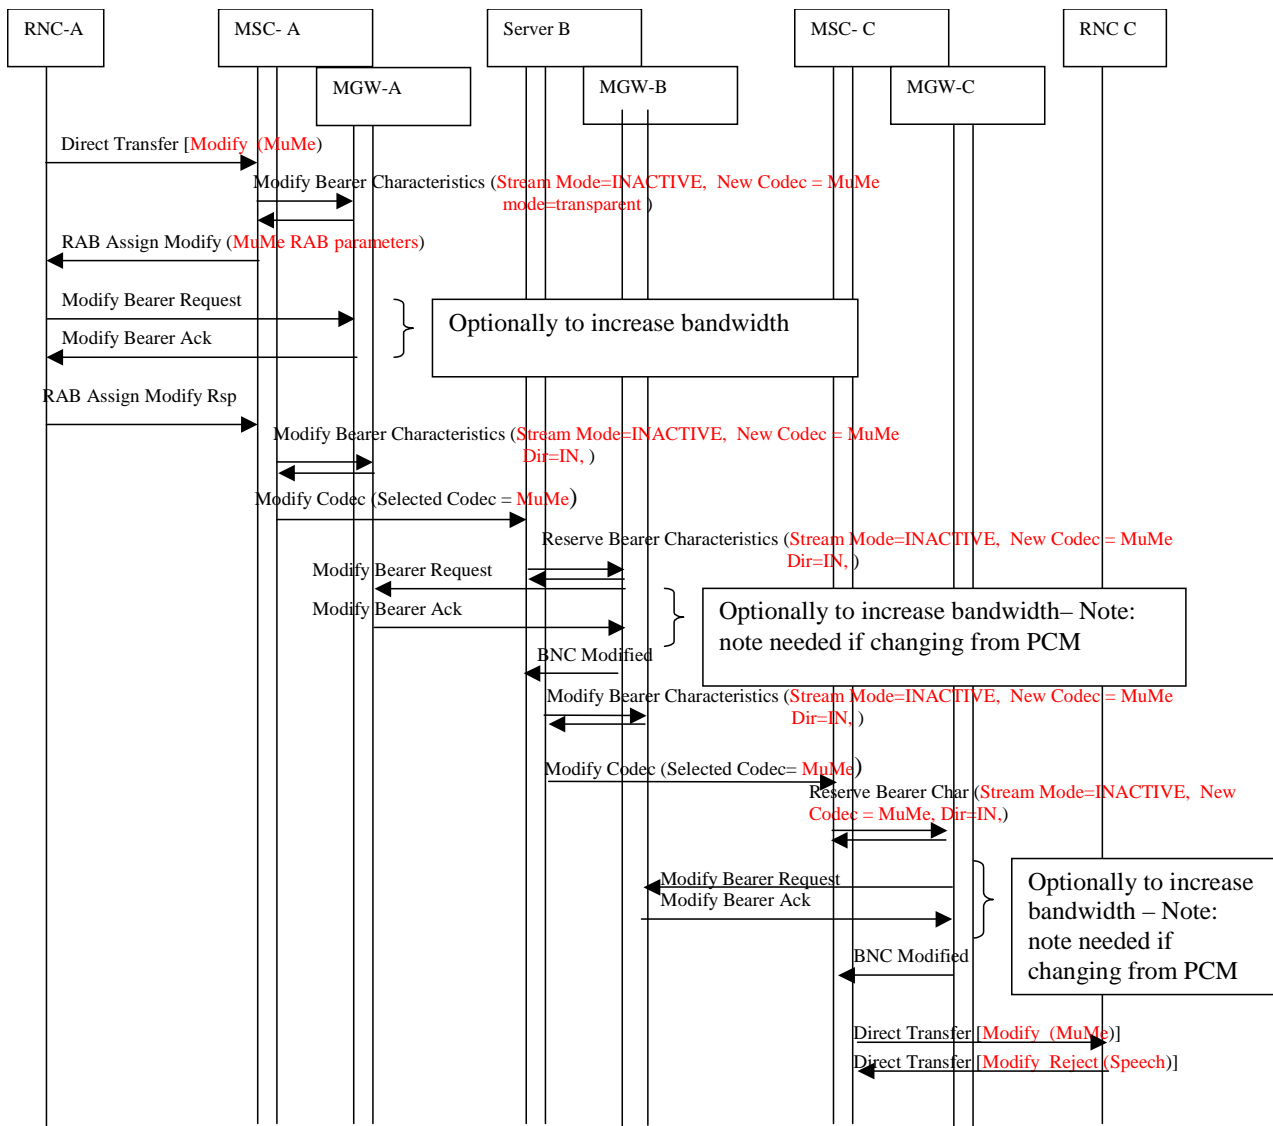 RNC-A
MSC- A
Server B
MSC- C
RNC C
MGW-A
MGW-B
MGW-C
Direct Transfer [Modify  (MuMe)
Modify Bearer Characteristics (Stream Mode=INACTIVE,  New Codec = MuMe
mode=transparent )
RAB Assign Modify (MuMe RAB parameters)
Modify Bearer Request
Optionally to increase bandwidth
Modify Bearer Ack
RAB Assign Modify Rsp
Modify Bearer Characteristics (Stream Mode=INACTIVE,  New Codec = MuMe
Dir=IN, )
Modify Codec (Selected Codec = MuMe)
Reserve Bearer Characteristics (Stream Mode=INACTIVE,  New Codec = MuMe
Dir=IN, )
Modify Bearer Request
Modify Bearer Ack
Optionally to increase bandwidth– Note:
note needed if changing from PCM
BNC Modified
Modify Bearer Characteristics (Stream Mode=INACTIVE,  New Codec = MuMe
Dir=IN, )
Modify Codec (Selected Codec= MuMe)
Reserve Bearer Char (Stream Mode=INACTIVE,  New
Codec = MuMe, Dir=IN,)
Modify Bearer Request
Modify Bearer Ack
Optionally to increase
bandwidth – Note:
note needed if
changing from PCM
BNC Modified
Direct Transfer [Modify  (MuMe)]
Direct Transfer [Modify  Reject (Speech)]